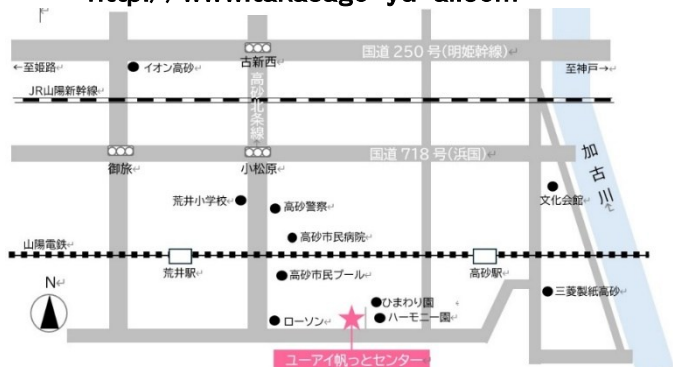 http://www.takasago-yu-ai.com
国道250号(明姫幹線)
古新西
←至姫路
イオン高砂
至神戸→
JR山陽新幹線
高砂北条線
国道718号(浜国)
御旅
小松原
加古川
荒井小学校
高砂警察
文化会館
高砂市民病院
山陽電鉄
荒井駅
高砂駅
高砂市民プール
N
三菱製紙高砂
ひまわり園
ローソン
ハーモニー園
ユーアイ帆っとセンター